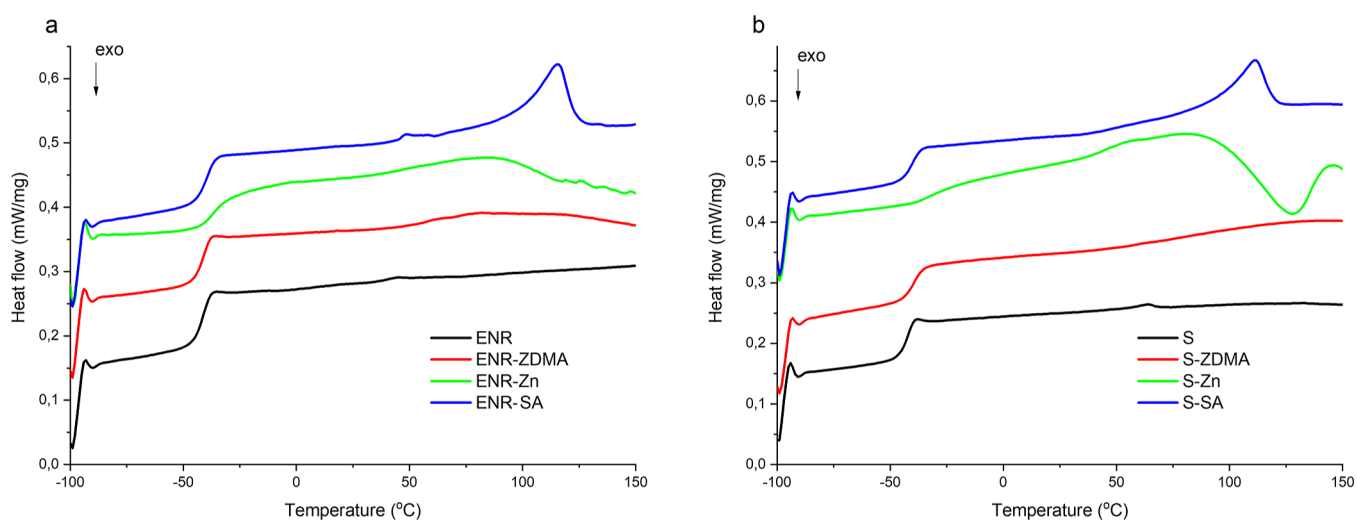 a
exo
0,6
0,5
0,4
0,3
0,2
0,1
0,0
Heat flow (mW/mg)
ENR
ENR-ZDMA
ENR-Zn
ENR-SA
-100 -50 0 50 100 150
Temperature (°C)
b
exo
0,6
0,5
0,4
0,3
0,2
0,1
0,0
Heat flow (mW/mg)
S
S-ZDMA
S-Zn
S-SA
-100 -50 0 50 100 150
Temperature (°C)